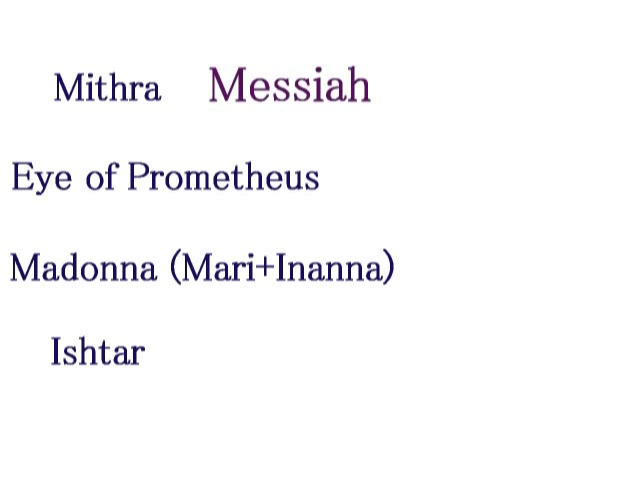 Mithra Messiah
Eye of Prometheus
Madonna (Mari+Inanna)
Ishtar